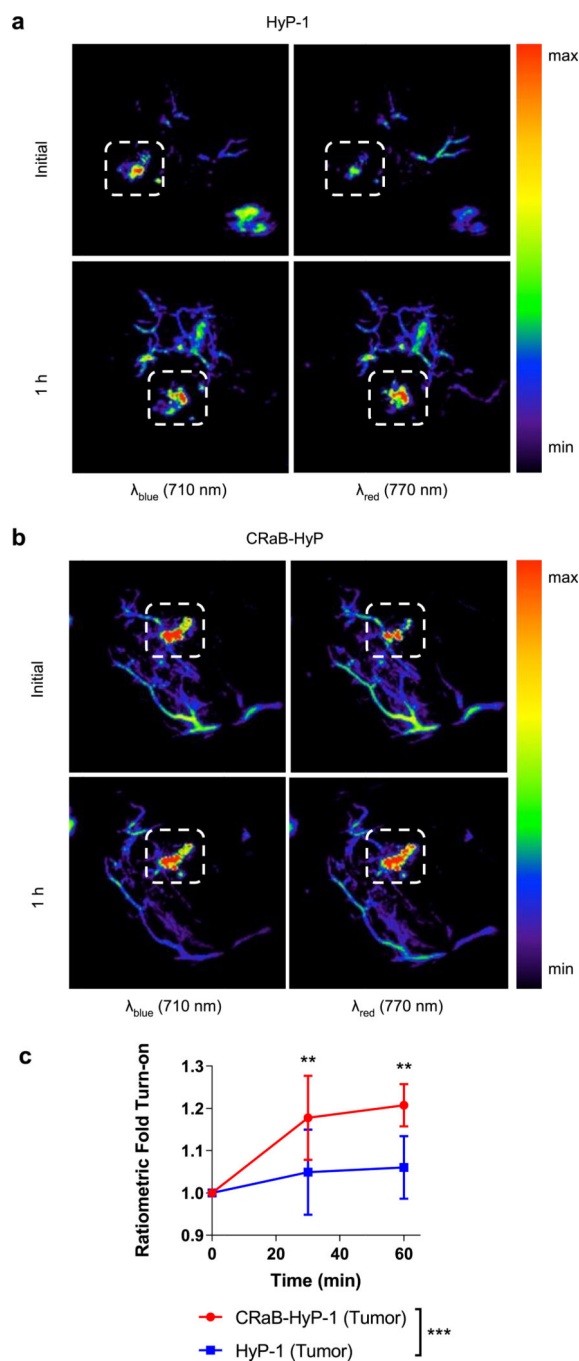 a
HyP-1
max
Initial
1 h
min
λblue (710 nm)
λred (770 nm)
b
CRaB-HyP
max
Initial
1 h
min
λblue (710 nm)
λred (770 nm)
c
Ratiometric Fold Turn-on
1.3
1.2
1.1
1.0
0.9
** **
0 20 40 60
Time (min)
CRaB-HyP-1 (Tumor)
HyP-1 (Tumor)
***